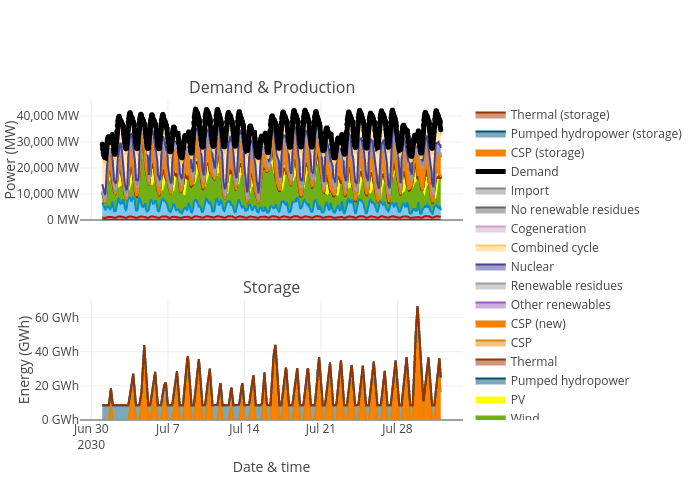 Demand & Production
Power (MW)
40,000 MW
30,000 MW
20,000 MW
10,000 MW
0 MW
Storage
Energy (GWh)
60 GWh
40 GWh
20 GWh
0 GWh
Jun 30
2030
Jul 7
Jul 14
Jul 21
Jul 28
Date & time
Thermal (storage)
Pumped hydropower (storage)
CSP (storage)
Demand
Import
No renewable residues
Cogeneration
Combined cycle
Nuclear
Renewable residues
Other renewables
CSP (new)
CSP
Thermal
Pumped hydropower
PV
Wind